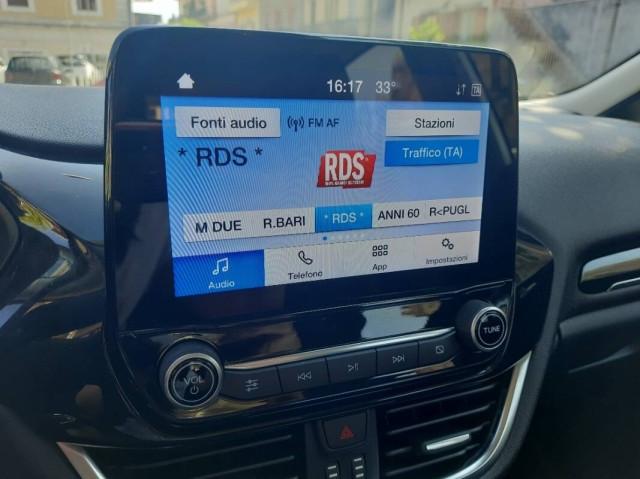 16:17 33° TA
Fonti audio FM AF Stazioni
* RDS * RDS Traffico (TA)
M DUE R.BARI * RDS * ANNI 60 R<PUGL
Audio Telefono App Impostazioni
VOL TUNE